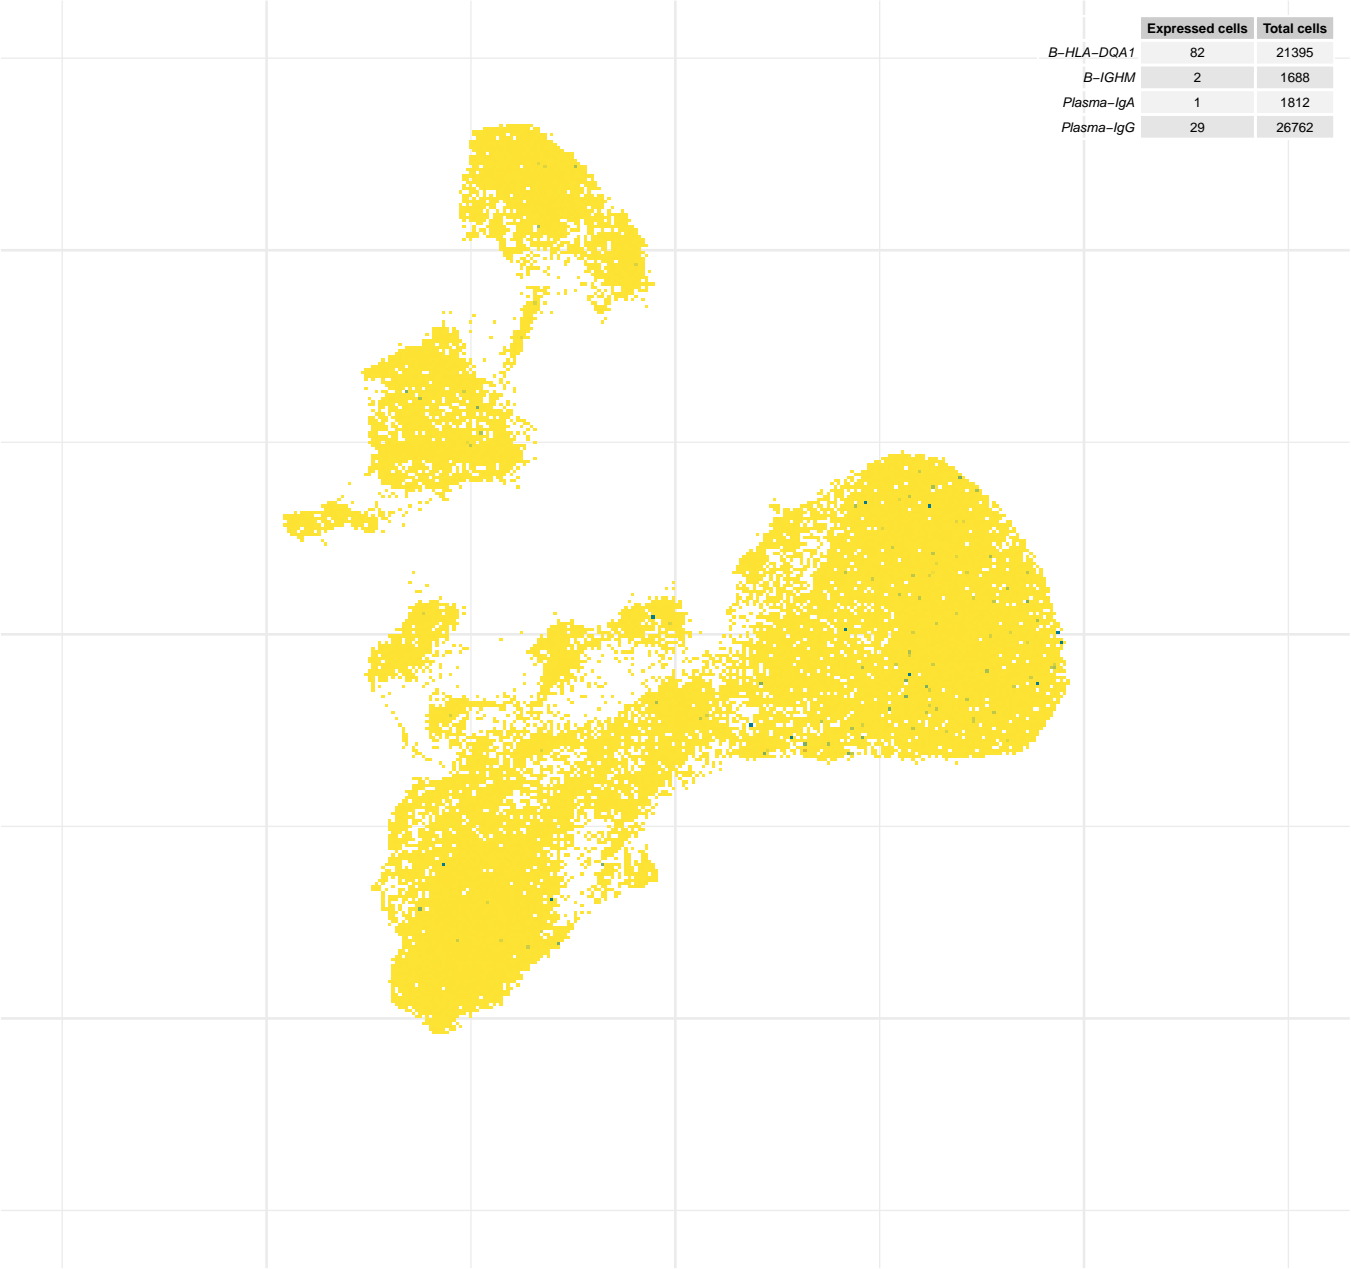 Expressed cells Total cells
B−HLA−DQA1 82 21395
B−IGHM 2 1688
Plasma−IgA 1 1812
Plasma−IgG 29 26762